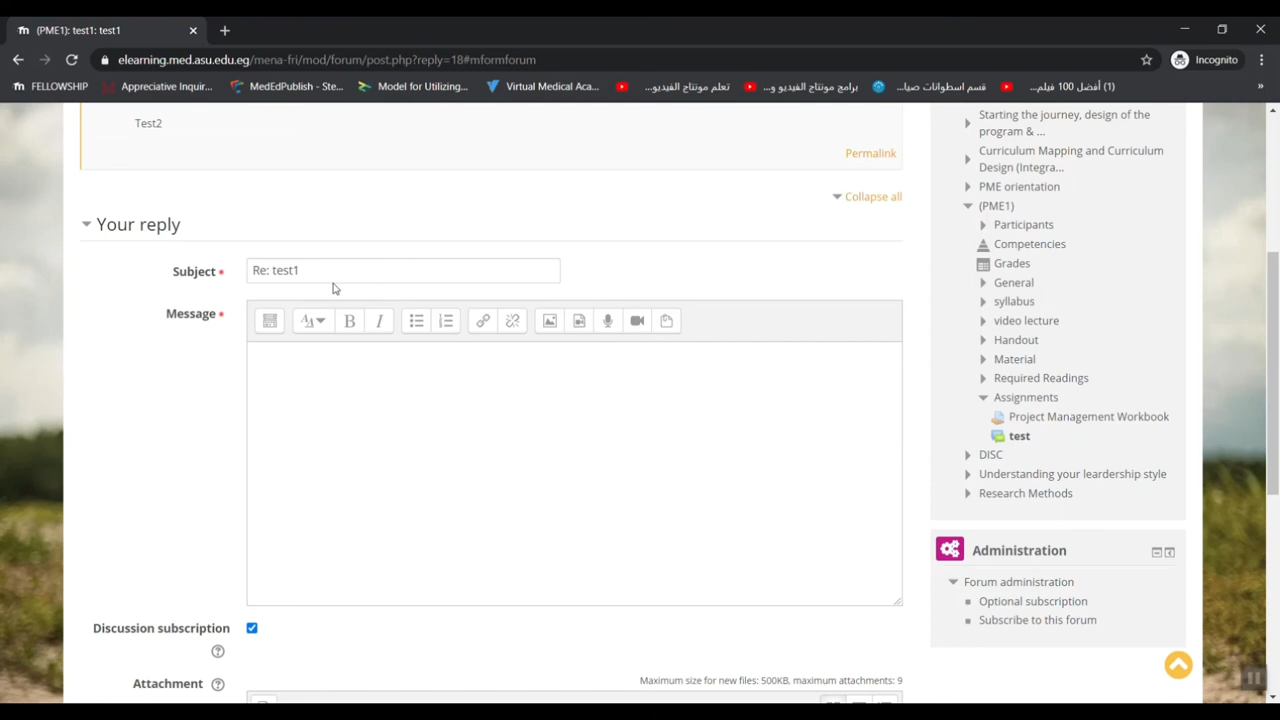 (PME1): test1: test1
elearning.med.asu.edu.eg/mena-fri/mod/forum/post.php?reply=18#mformforum
Incognito
FELLOWSHIP
Appreciative Inquir...
MedEdPublish - Ste...
Model for Utilizing...
Virtual Medical Aca...
تعلم مونتاج الفيديو...
برامج مونتاج الفيديو و...
قسم اسطوانات صيا...
(1) أفضل 100 فيلم...
»
Test2
Permalink
Collapse all
Your reply
Subject
Re: test1
Message
Discussion subscription
Attachment
Maximum size for new files: 500KB, maximum attachments: 9
Starting the journey, design of the
program & ...
Curriculum Mapping and Curriculum
Design (Integra...
PME orientation
(PME1)
Participants
Competencies
Grades
General
syllabus
video lecture
Handout
Material
Required Readings
Assignments
Project Management Workbook
test
DISC
Understanding your leardership style
Research Methods
Administration
Forum administration
Optional subscription
Subscribe to this forum